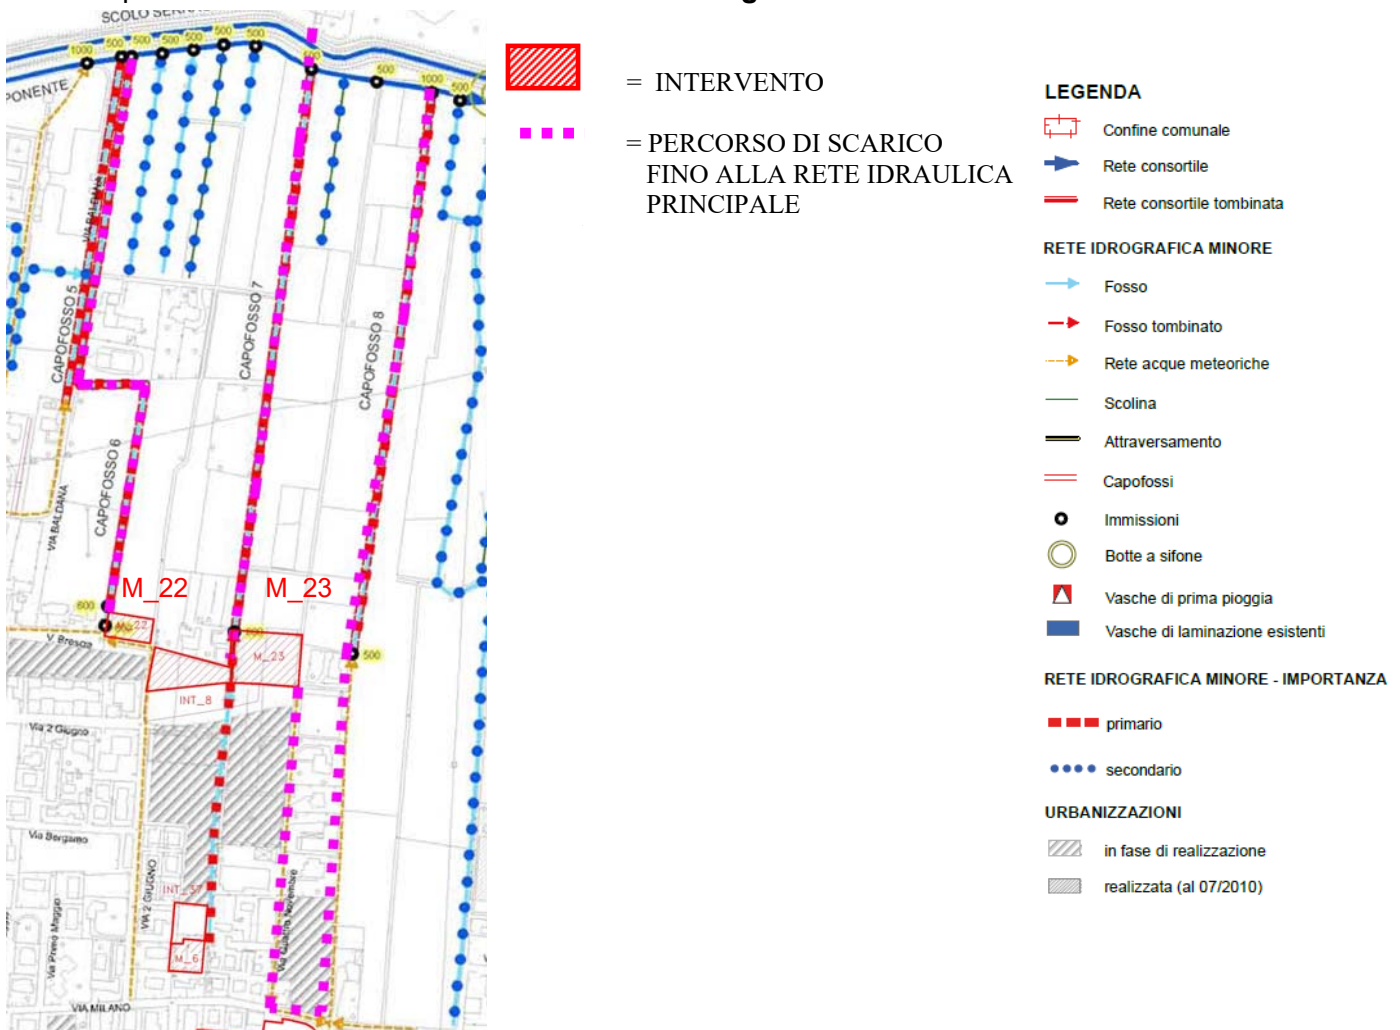 SCOLO
1000
500
500
500
500
500
500
500
500
1000
500
PONENTE
VIA BALDANA
CAPOFOSSO 5
CAPOFOSSO 7
CAPOFOSSO 8
CAPOFOSSO 6
VIA BALDANA
M_22
M_23
600
M_22
V. Brescia
M_23
500
INT_8
Via 2 Giugno
Via Bergamo
VIA 2 GIUGNO
INT_37
Via Primo Maggio
M_6
Via Quattro Novembre
VIA MILANO
= INTERVENTO
= PERCORSO DI SCARICO
FINO ALLA RETE IDRAULICA
PRINCIPALE
LEGENDA
Confine comunale
Rete consortile
Rete consortile tombinata
RETE IDROGRAFICA MINORE
Fosso
Fosso tombinato
Rete acque meteoriche
Scolina
Attraversamento
Capofossi
Immissioni
Botte a sifone
Vasche di prima pioggia
Vasche di laminazione esistenti
RETE IDROGRAFICA MINORE - IMPORTANZA
primario
secondario
URBANIZZAZIONI
in fase di realizzazione
realizzata (al 07/2010)